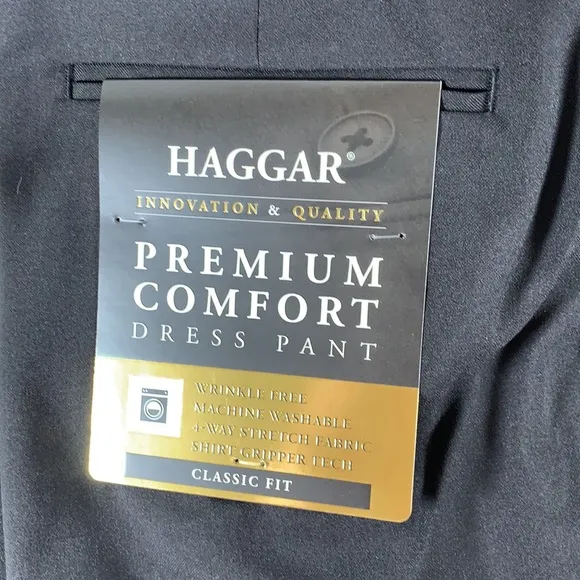 HAGGAR®
INNOVATION & QUALITY
PREMIUM
COMFORT
DRESS PANT
WRINKLE FREE
MACHINE WASHABLE
4-WAY STRETCH FABRIC
SHIRT GRIPPER TECH
CLASSIC FIT